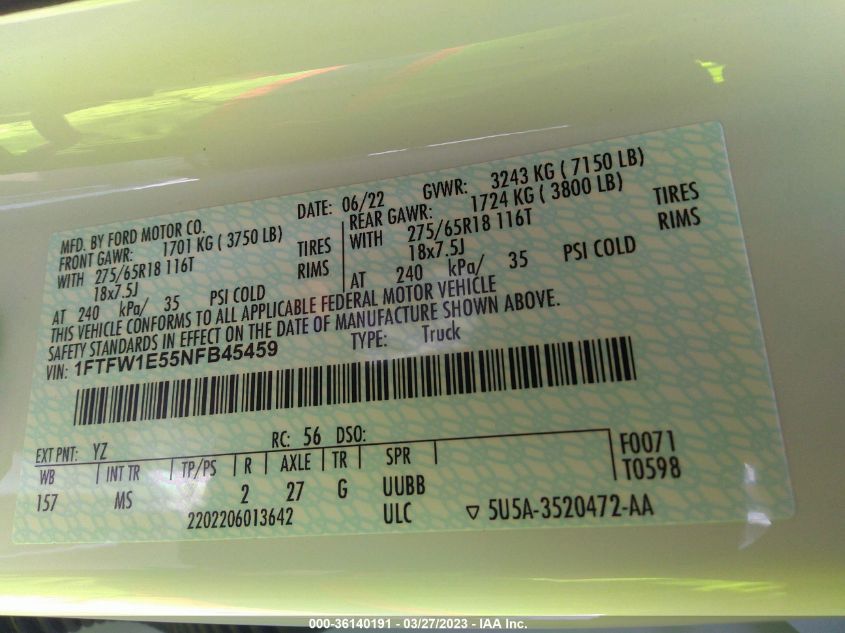 MFD. BY FORD MOTOR CO.
DATE: 06/22 GVWR: 3243 KG ( 7150 LB)
FRONT GAWR: 1701 KG ( 3750 LB)
WITH 275/65R18 116T TIRES
18x7.5J RIMS
AT 240 kPa/ 35 PSI COLD
REAR GAWR: 1724 KG ( 3800 LB)
WITH 275/65R18 116T TIRES
18x7.5J RIMS
AT 240 kPa/ 35 PSI COLD
THIS VEHICLE CONFORMS TO ALL APPLICABLE FEDERAL MOTOR VEHICLE
SAFETY STANDARDS IN EFFECT ON THE DATE OF MANUFACTURE SHOWN ABOVE.
VIN: 1FTFW1E55NFB45459 TYPE: Truck
EXT PNT: YZ RC: 56 DSO: F0071
WB INT TR TP/PS R AXLE TR SPR T0598
157 MS 2 27 G UUBB
2202206013642 ULC ▽ 5U5A-3520472-AA
000-36140191 - 03/27/2023 - IAA Inc.